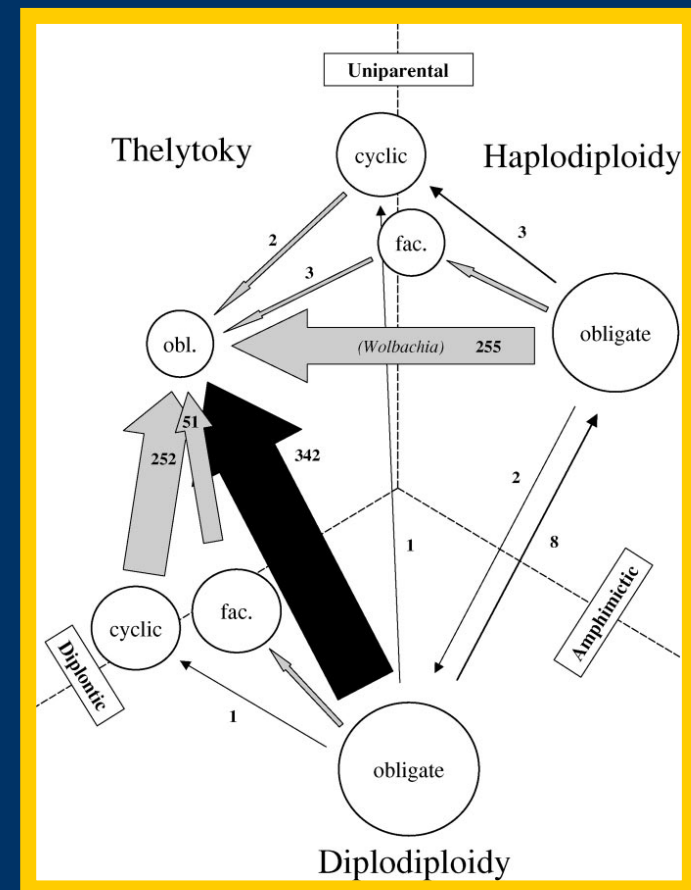 Uniparental
Thelytoky
cyclic
Haplodiploidy
2
3
fac.
3
obl.
(Wolbachia) 255
obligate
51
252
342
2
1
8
cyclic
fac.
Amphimictic
Diplontic
1
obligate
Diplodiploidy